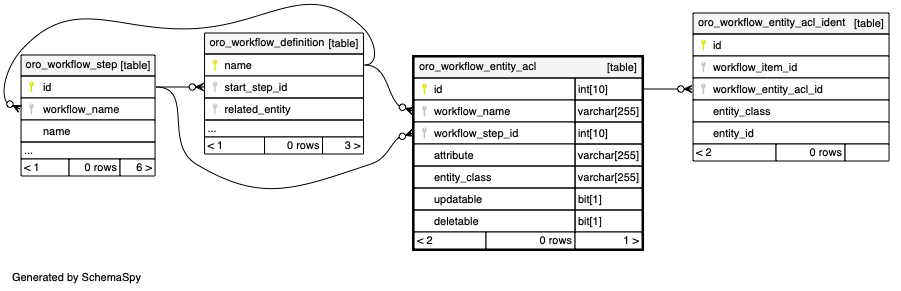 oro_workflow_step [table]
id
workflow_name
name
...
< 1 0 rows 6 >
oro_workflow_definition [table]
name
start_step_id
related_entity
...
< 1 0 rows 3 >
oro_workflow_entity_acl [table]
id int[10]
workflow_name varchar[255]
workflow_step_id int[10]
attribute varchar[255]
entity_class varchar[255]
updatable bit[1]
deletable bit[1]
< 2 0 rows 1 >
oro_workflow_entity_acl_ident [table]
id
workflow_item_id
workflow_entity_acl_id
entity_class
entity_id
< 2 0 rows
Generated by SchemaSpy